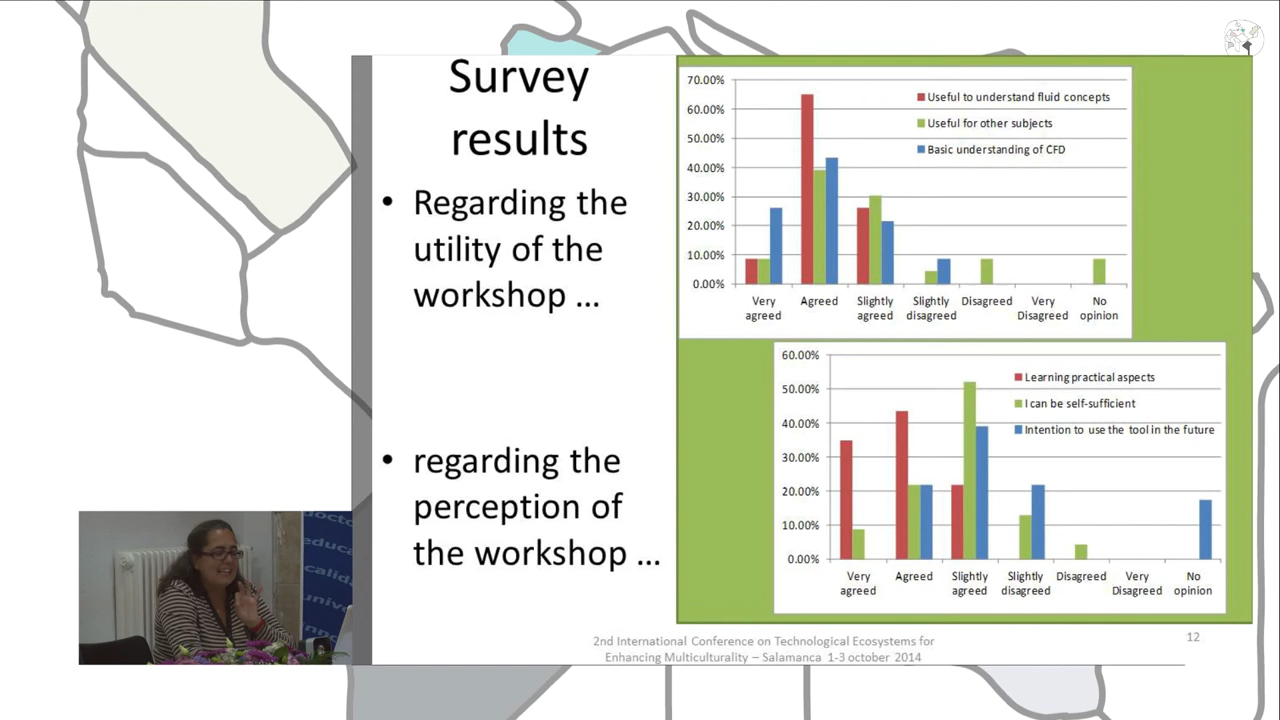 Survey
results
• Regarding the
utility of the
workshop ...
• regarding the
perception of
the workshop ...
70.00%
60.00%
50.00%
40.00%
30.00%
20.00%
10.00%
0.00%
Useful to understand fluid concepts
Useful for other subjects
Basic understanding of CFD
Very agreed
Agreed
Slightly agreed
Slightly disagreed
Disagreed
Very Disagreed
No opinion
60.00%
50.00%
40.00%
30.00%
20.00%
10.00%
0.00%
Learning practical aspects
I can be self-sufficient
Intention to use the tool in the future
Very agreed
Agreed
Slightly agreed
Slightly disagreed
Disagreed
Very Disagreed
No opinion
docto
educa
calid
unive
2nd International Conference on Technological Ecosystems for
Enhancing Multiculturality – Salamanca 1-3 october 2014
12